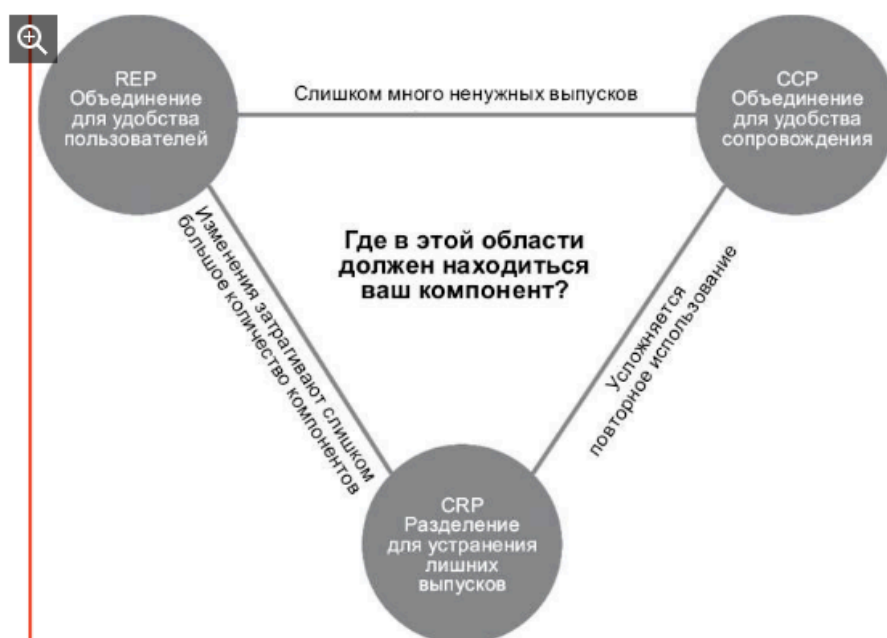 REP
Объединение
для удобства
пользователей
Слишком много ненужных выпусков
CCP
Объединение
для удобства
сопровождения
Где в этой области
должен находиться
ваш компонент?
Изменения затрагивают слишком
большое количество компонентов
Усложняется
повторное использование
CRP
Разделение
для устранения
лишних
выпусков